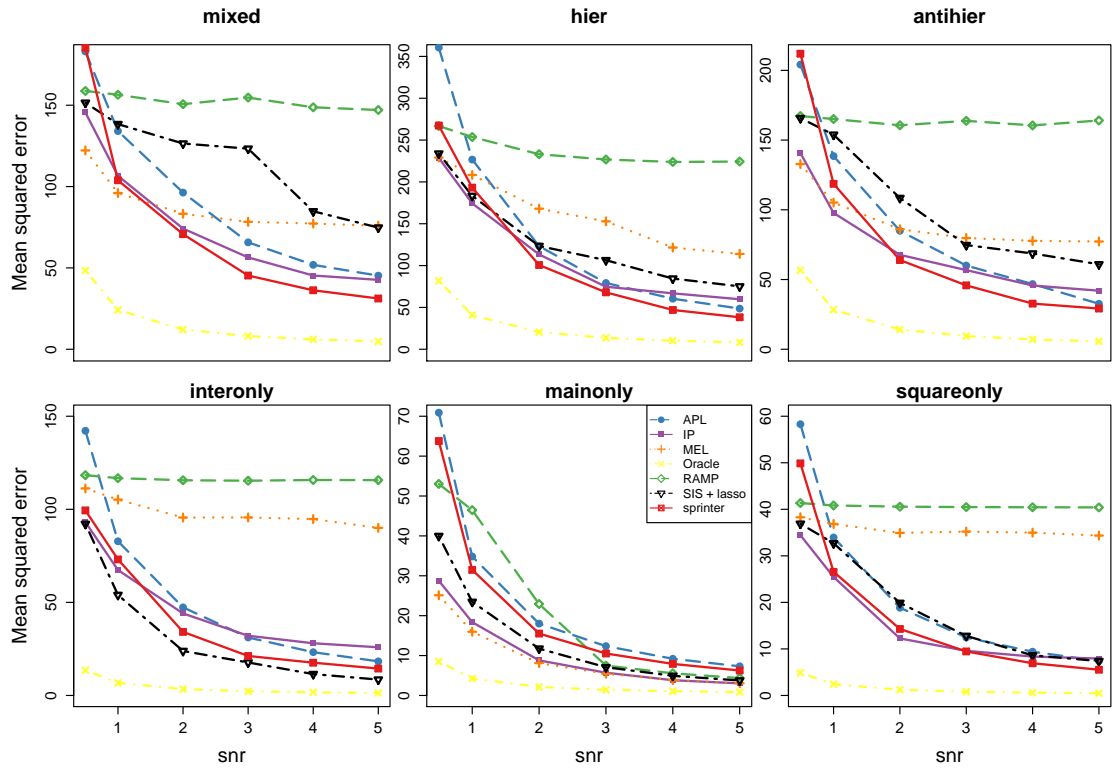 mixed
hier
antihier
Mean squared error
0
50
100
150
0
50
100
150
200
250
300
350
0
50
100
150
200
interonly
mainonly
squareonly
Mean squared error
0
50
100
150
0
10
20
30
40
50
60
70
0
10
20
30
40
50
60
APL
IP
MEL
Oracle
RAMP
SIS + lasso
sprinter
1 2 3 4 5
1 2 3 4 5
1 2 3 4 5
snr
snr
snr